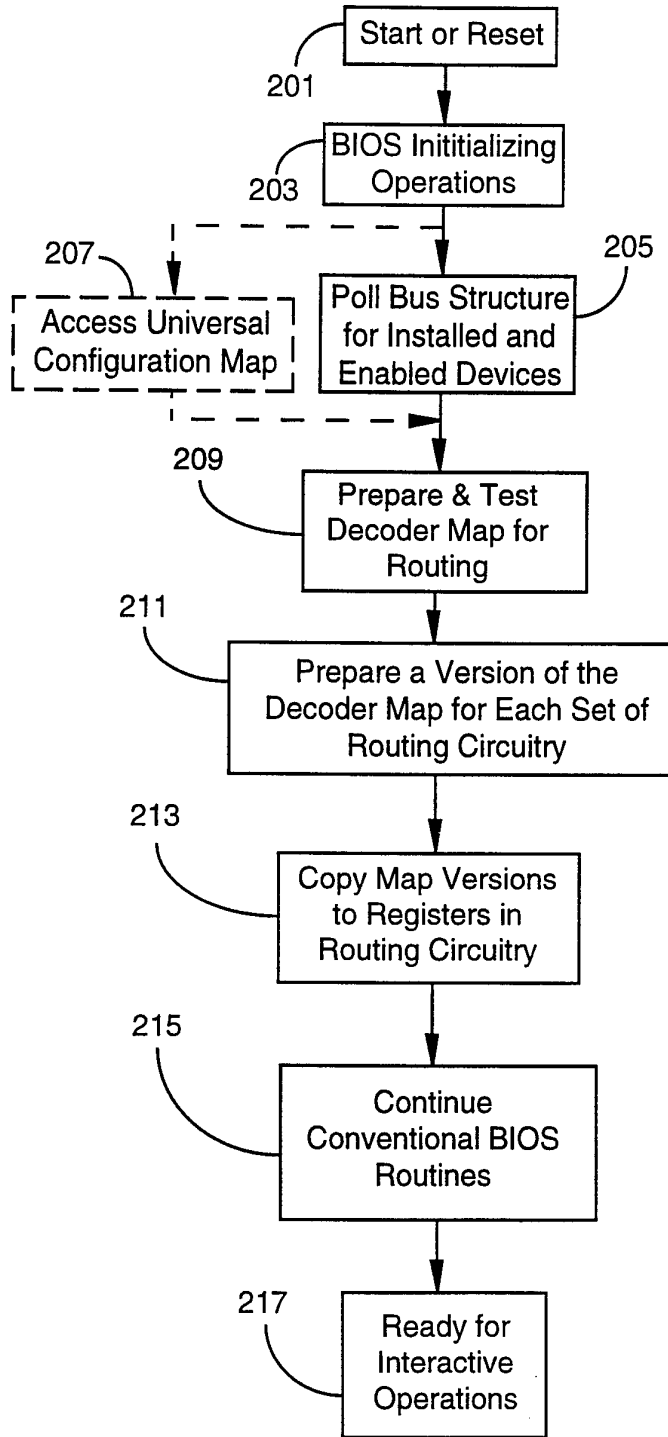 Start or Reset
201
BIOS Inititializing
Operations
203
207
Access Universal
Configuration Map
205
Poll Bus Structure
for Installed and
Enabled Devices
209
Prepare & Test
Decoder Map for
Routing
211
Prepare a Version of the
Decoder Map for Each Set of
Routing Circuitry
213
Copy Map Versions
to Registers in
Routing Circuitry
215
Continue
Conventional BIOS
Routines
217
Ready for
Interactive
Operations